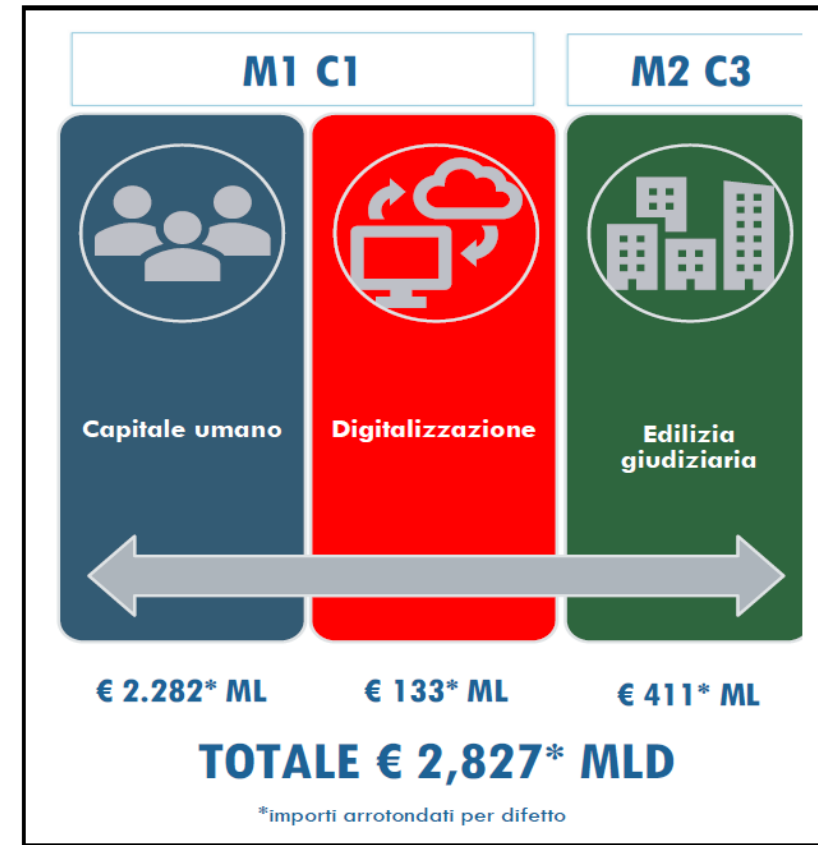 M1 C1
M2 C3
Capitale umano
Digitalizzazione
Edilizia
giudiziaria
€ 2.282* ML
€ 133* ML
€ 411* ML
TOTALE € 2,827* MLD
*importi arrotondati per difetto